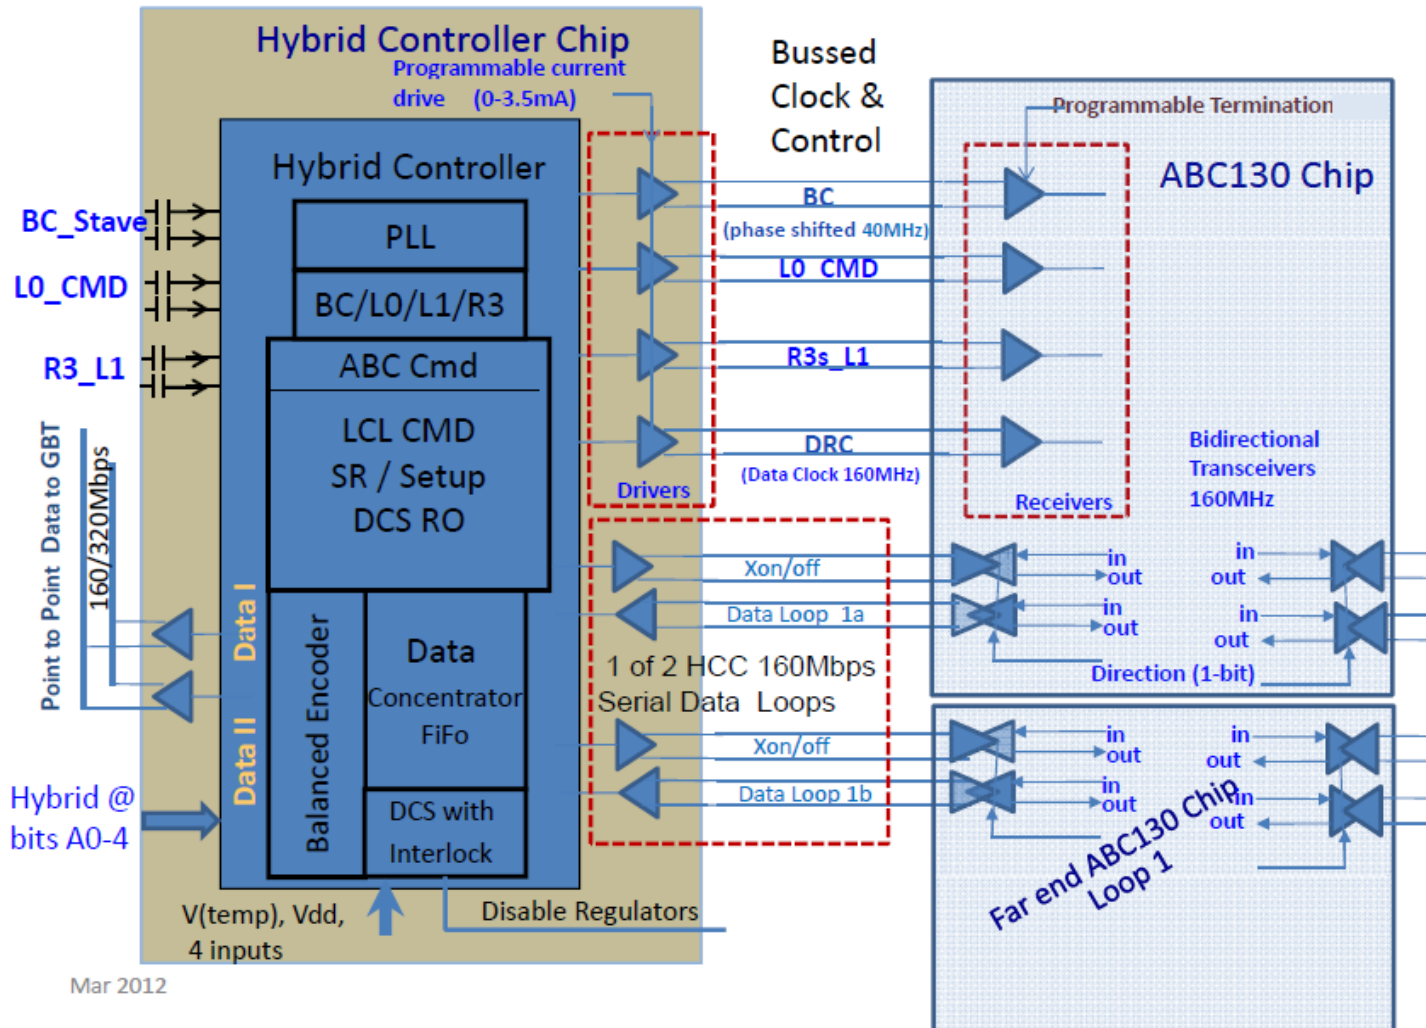 Hybrid Controller Chip
Programmable current
drive (0-3.5mA)
Bussed
Clock &
Control
Programmable Termination
ABC130 Chip
Hybrid Controller
PLL
BC/L0/L1/R3
ABC Cmd
LCL CMD
SR / Setup
DCS RO
BC_Stave
L0_CMD
R3_L1
BC
(phase shifted 40MHz)
L0_CMD
R3s_L1
DRC
(Data Clock 160MHz)
Drivers
Receivers
Bidirectional
Transceivers
160MHz
Point to Point Data to GBT
160/320Mbps
Data I
Data II
Balanced Encoder
Data
Concentrator
FiFo
DCS with
Interlock
Xon/off
Data Loop 1a
1 of 2 HCC 160Mbps
Serial Data Loops
Xon/off
Data Loop 1b
in
out
in
out
in
out
in
out
Direction (1-bit)
in
out
in
out
in
out
in
out
Far end ABC130 Chip
Loop 1
Hybrid @
bits A0-4
V(temp), Vdd,
4 inputs
Disable Regulators
Mar 2012